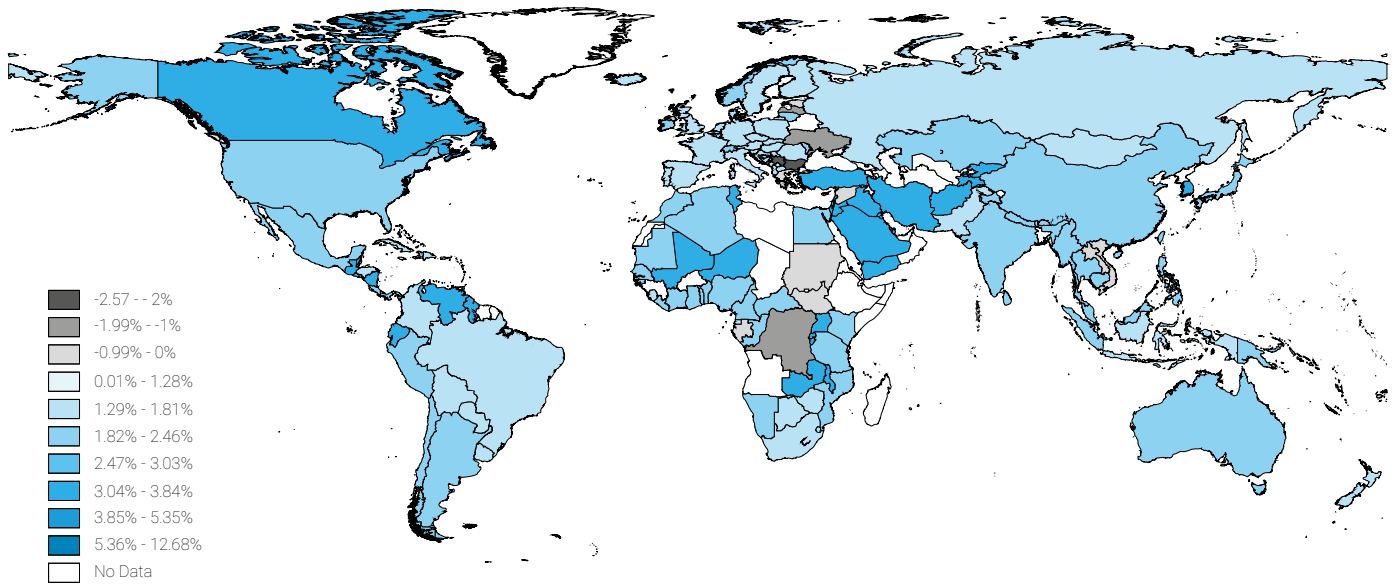 -2.57 - - 2%
-1.99% - -1%
-0.99% - 0%
0.01% - 1.28%
1.29% - 1.81%
1.82% - 2.46%
2.47% - 3.03%
3.04% - 3.84%
3.85% - 5.35%
5.36% - 12.68%
No Data